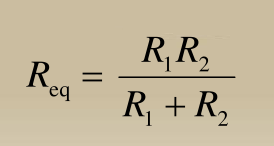 R_eq = R_1 R_2 / (R_1 + R_2)